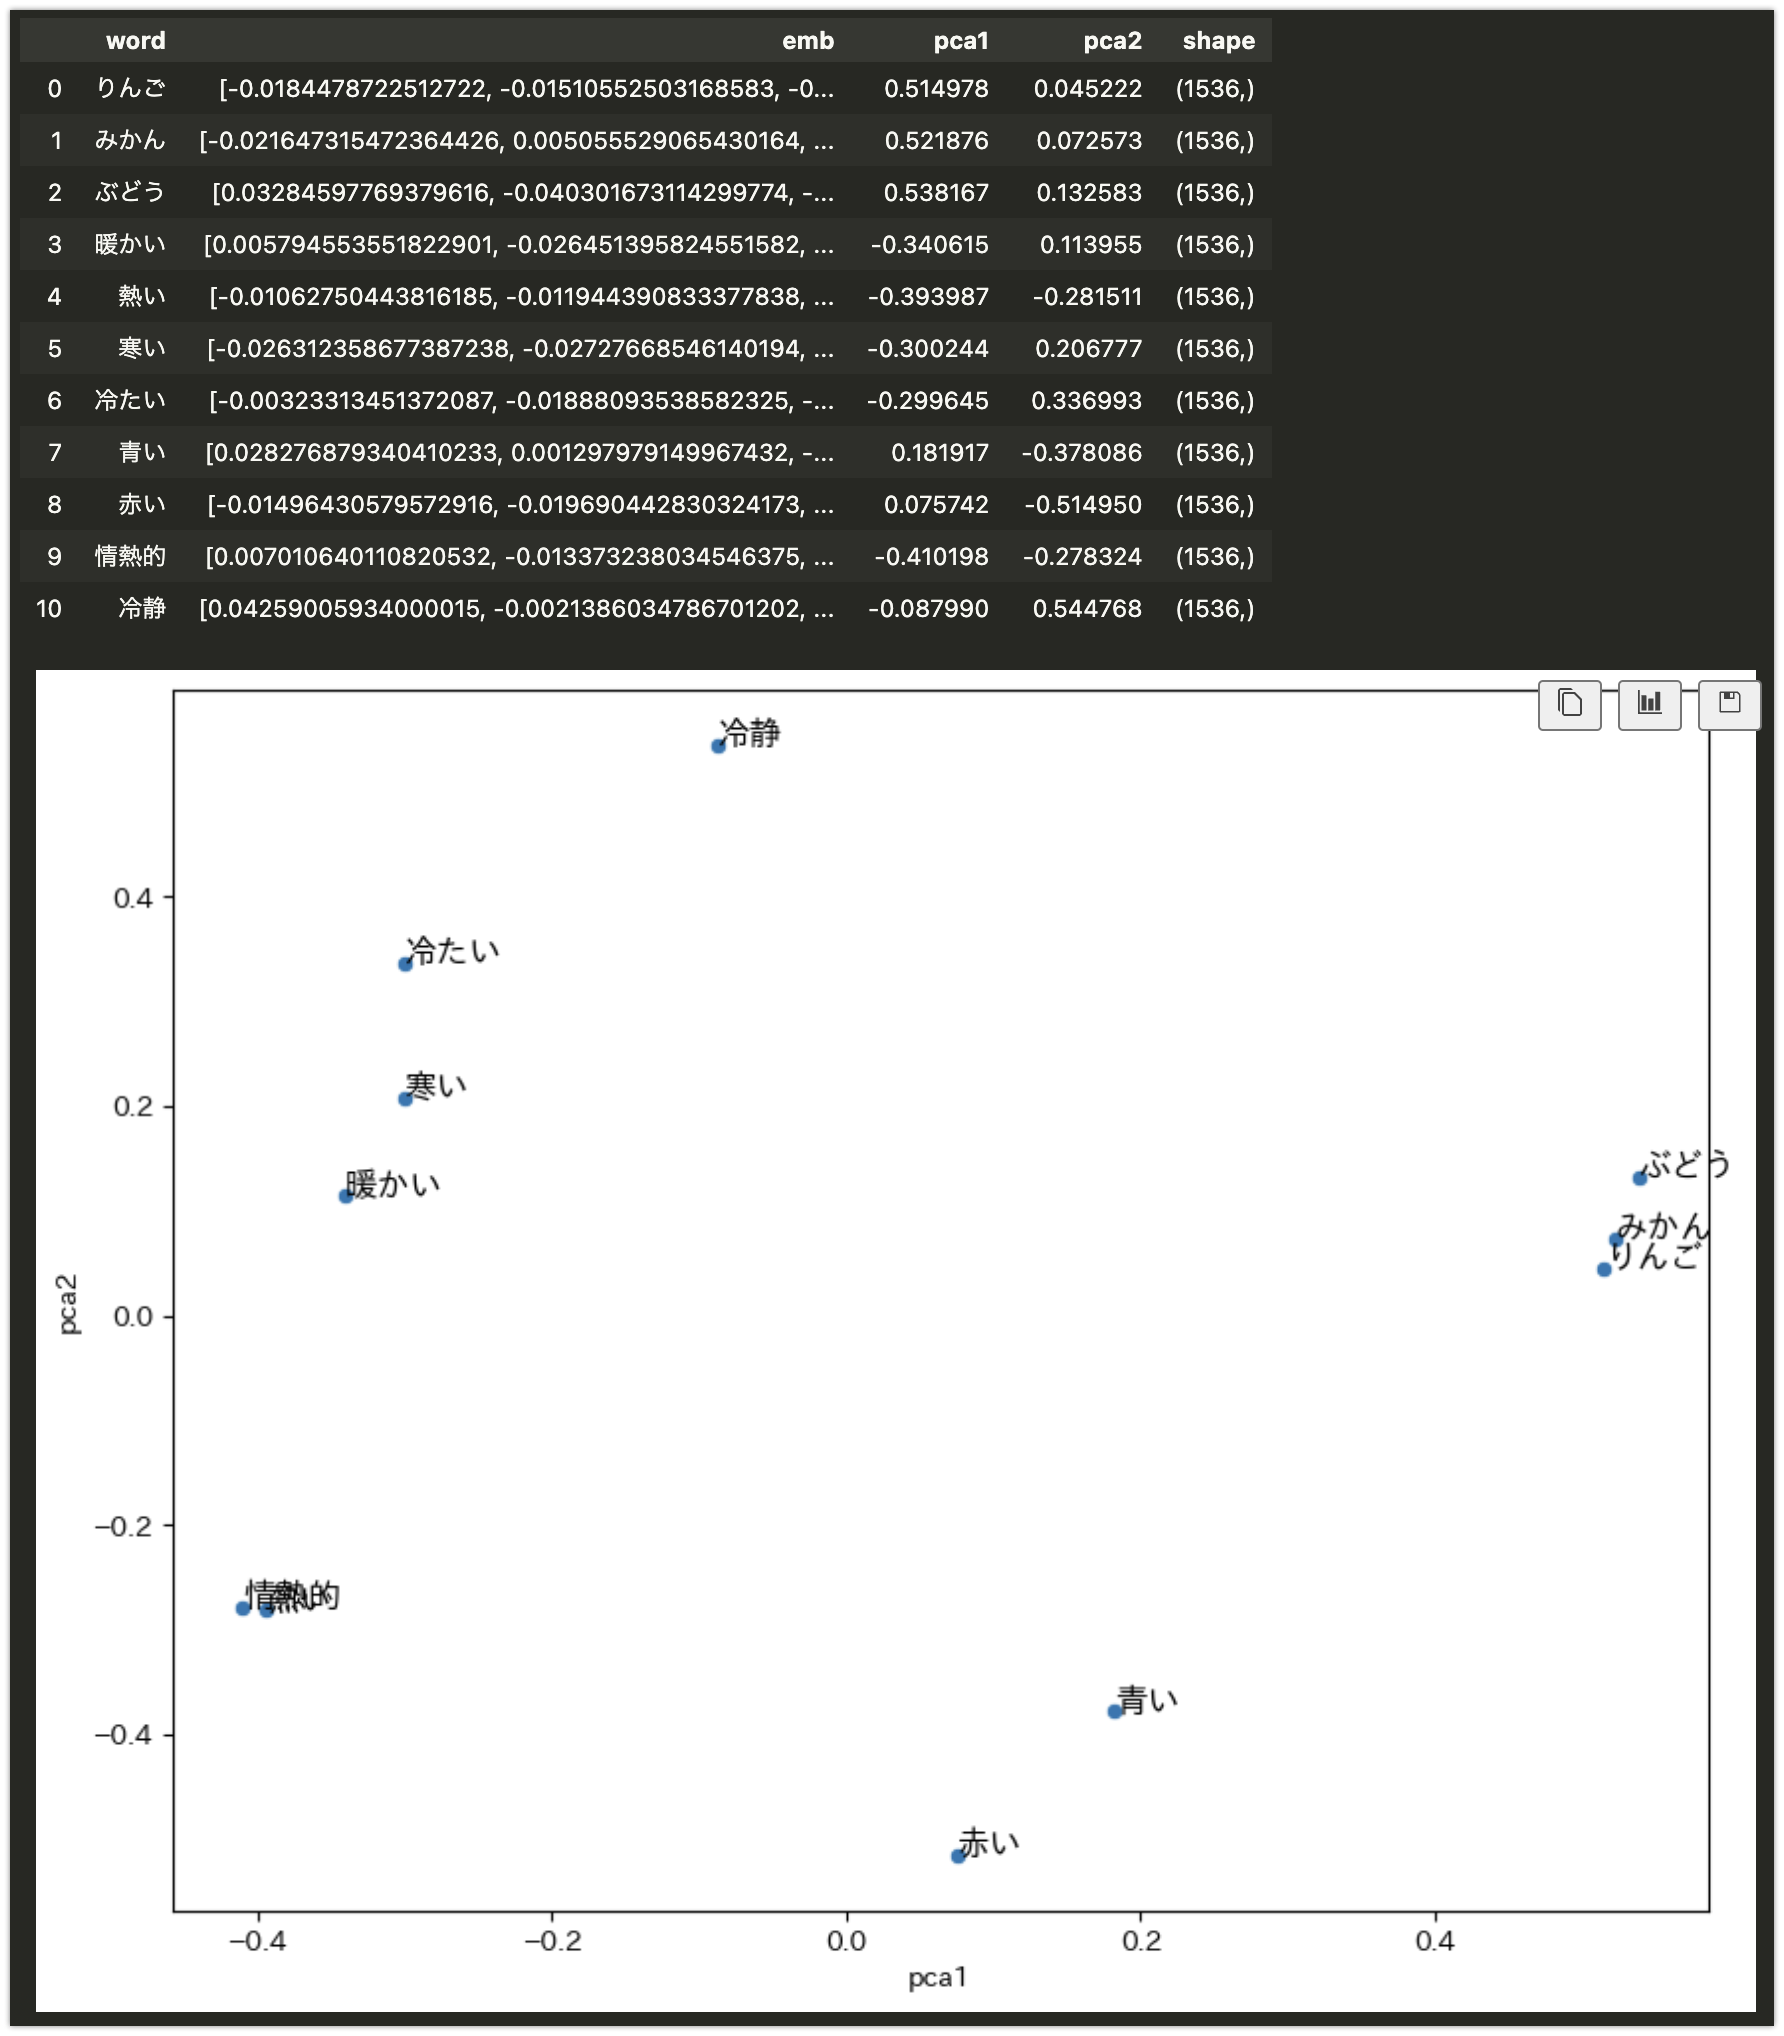 word emb pca1 pca2 shape
0 りんご [-0.0184478722512722, -0.01510552503168583, -0... 0.514978 0.045222 (1536,)
1 みかん [-0.021647315472364426, 0.005055529065430164, ... 0.521876 0.072573 (1536,)
2 ぶどう [0.03284597769379616, -0.040301673114299774, -... 0.538167 0.132583 (1536,)
3 暖かい [0.005794553551822901, -0.026451395824551582, ... -0.340615 0.113955 (1536,)
4 熱い [-0.01062750443816185, -0.011944390833377838, ... -0.393987 -0.281511 (1536,)
5 寒い [-0.026312358677387238, -0.02727668546140194, ... -0.300244 0.206777 (1536,)
6 冷たい [-0.00323313451372087, -0.01888093538582325, -... -0.299645 0.336993 (1536,)
7 青い [0.028276879340410233, 0.001297979149967432, -... 0.181917 -0.378086 (1536,)
8 赤い [-0.01496430579572916, -0.019690442830324173, ... 0.075742 -0.514950 (1536,)
9 情熱的 [0.007010640110820532, -0.013373238034546375, ... -0.410198 -0.278324 (1536,)
10 冷静 [0.04259005934000015, -0.0021386034786701202, ... -0.087990 0.544768 (1536,)
冷静
0.4
冷たい
0.2
寒い
ぶどう
暖かい
みかん
りんご
pca2
0.0
−0.2
情熱的
熱い
青い
−0.4
赤い
−0.4 −0.2 0.0 0.2 0.4
pca1